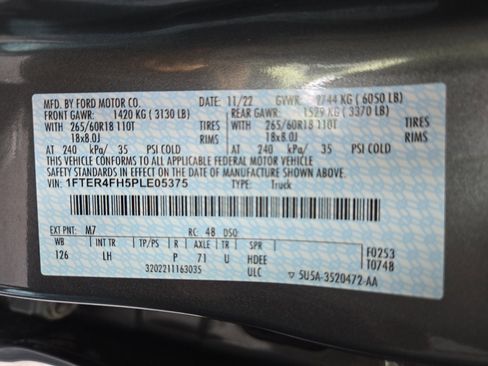 MFD. BY FORD MOTOR CO. DATE: 11/22 GVWR: 2744 KG (6050 LB)
FRONT GAWR: 1420 KG (3130 LB) REAR GAWR: 1529 KG (3370 LB)
WITH 265/60R18 110T TIRES WITH 265/60R18 110T TIRES
18x8.0J RIMS 18x8.0J RIMS
AT 240 kPa/ 35 PSI COLD AT 240 kPa/ 35 PSI COLD
THIS VEHICLE CONFORMS TO ALL APPLICABLE FEDERAL MOTOR VEHICLE
SAFETY STANDARDS IN EFFECT ON THE DATE OF MANUFACTURE SHOWN ABOVE.
VIN: 1FTER4FH5PLE05375 TYPE: Truck
EXT PNT: M7 RC: 48 DSO:
WB INT TR TP/PS R AXLE TR SPR F0253
126 LH P 71 U HDEE T0748
3202211163035 ULC ▽ 5U5A-3520472-AA